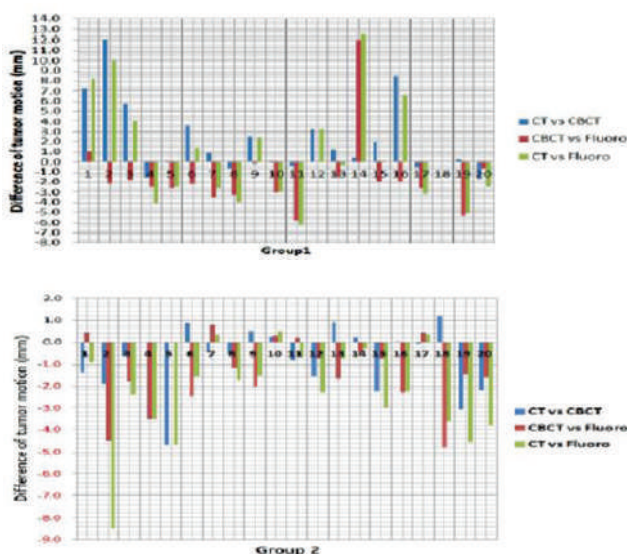 Difference of tumor motion (mm)
14.0
13.0
12.0
11.0
10.0
9.0
8.0
7.0
6.0
5.0
4.0
3.0
2.0
1.0
0.0
-1.0
-2.0
-3.0
-4.0
-5.0
-6.0
-7.0
-8.0
1 2 3 4 5 6 7 8 9 10 11 12 13 14 15 16 17 18 19 20
Group1
CT vs CBCT
CBCT vs Fluoro
CT vs Fluoro
Difference of tumor motion (mm)
2.0
1.0
0.0
-1.0
-2.0
-3.0
-4.0
-5.0
-6.0
-7.0
-8.0
-9.0
1 2 3 4 5 6 7 8 9 10 11 12 13 14 15 16 17 18 19 20
Group 2
CT vs CBCT
CBCT vs Fluoro
CT vs Fluoro